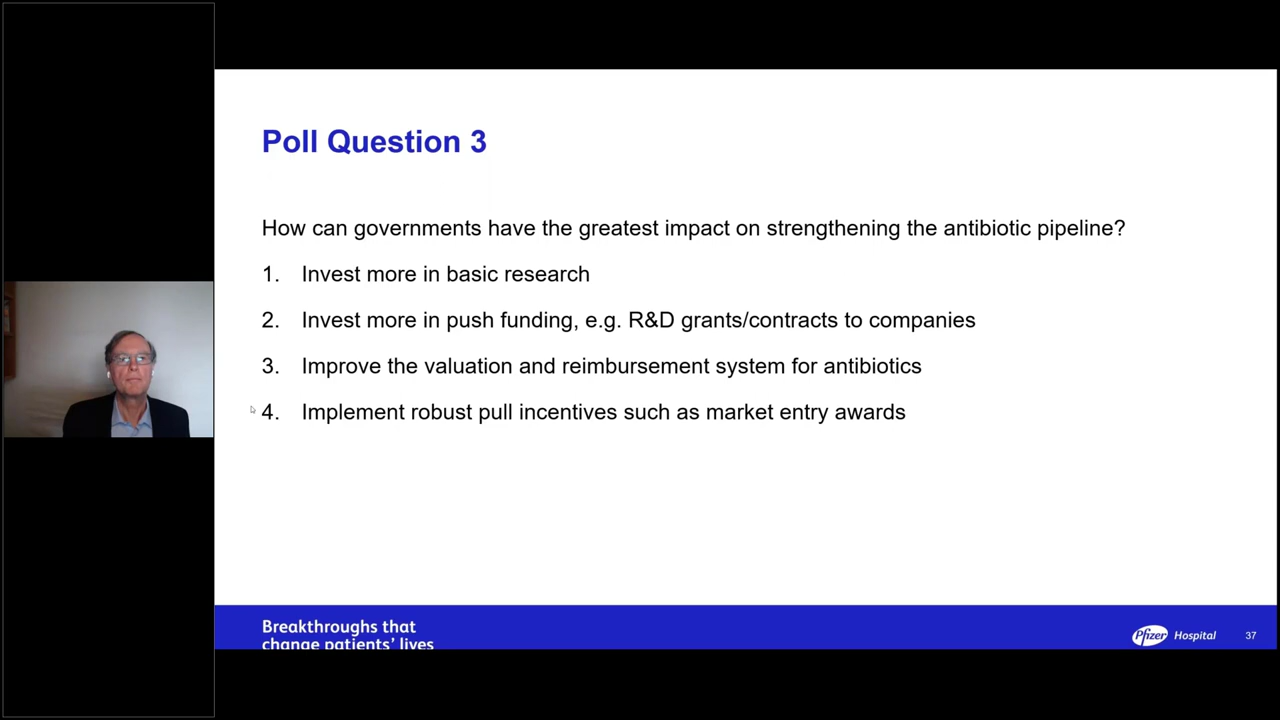 Poll Question 3
How can governments have the greatest impact on strengthening the antibiotic pipeline?
1. Invest more in basic research
2. Invest more in push funding, e.g. R&D grants/contracts to companies
3. Improve the valuation and reimbursement system for antibiotics
4. Implement robust pull incentives such as market entry awards
Breakthroughs that
change patients' lives
Pfizer Hospital 37